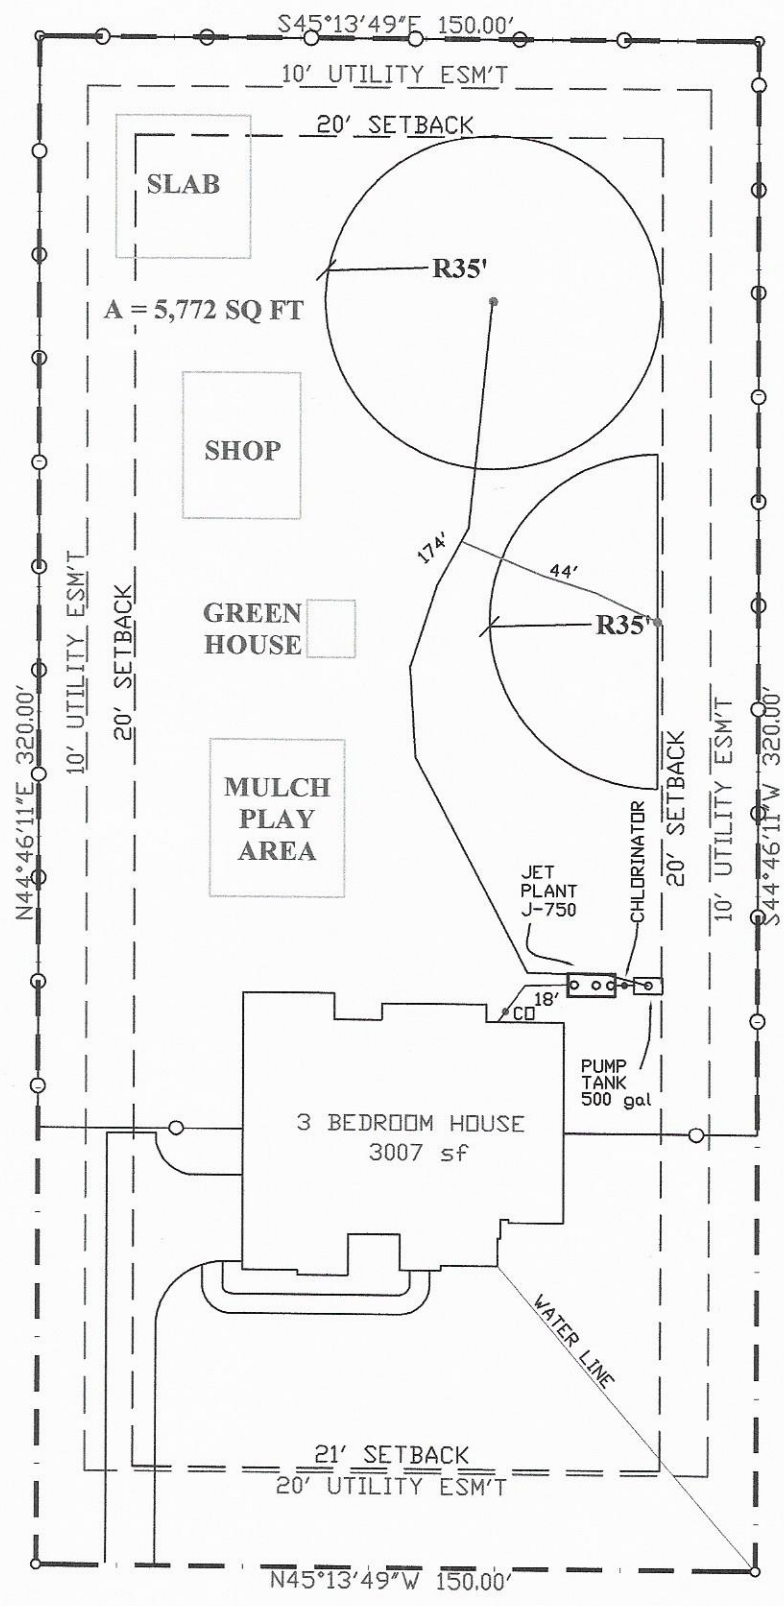 S45°13'49"E 150.00'
10' UTILITY ESM'T
20' SETBACK
SLAB
R35'
A = 5,772 SQ FT
SHOP
174'
44'
GREEN
HOUSE
R35'
10' UTILITY ESM'T
20' SETBACK
N44°46'11"E 320.00'
MULCH
PLAY
AREA
20' SETBACK
10' UTILITY ESM'T
S44°46'11"W 320.00'
CHLORINATOR
JET
PLANT
J-750
18'
CO
PUMP
TANK
500 gal
3 BEDROOM HOUSE
3007 sf
WATER LINE
21' SETBACK
20' UTILITY ESM'T
N45°13'49"W 150.00'